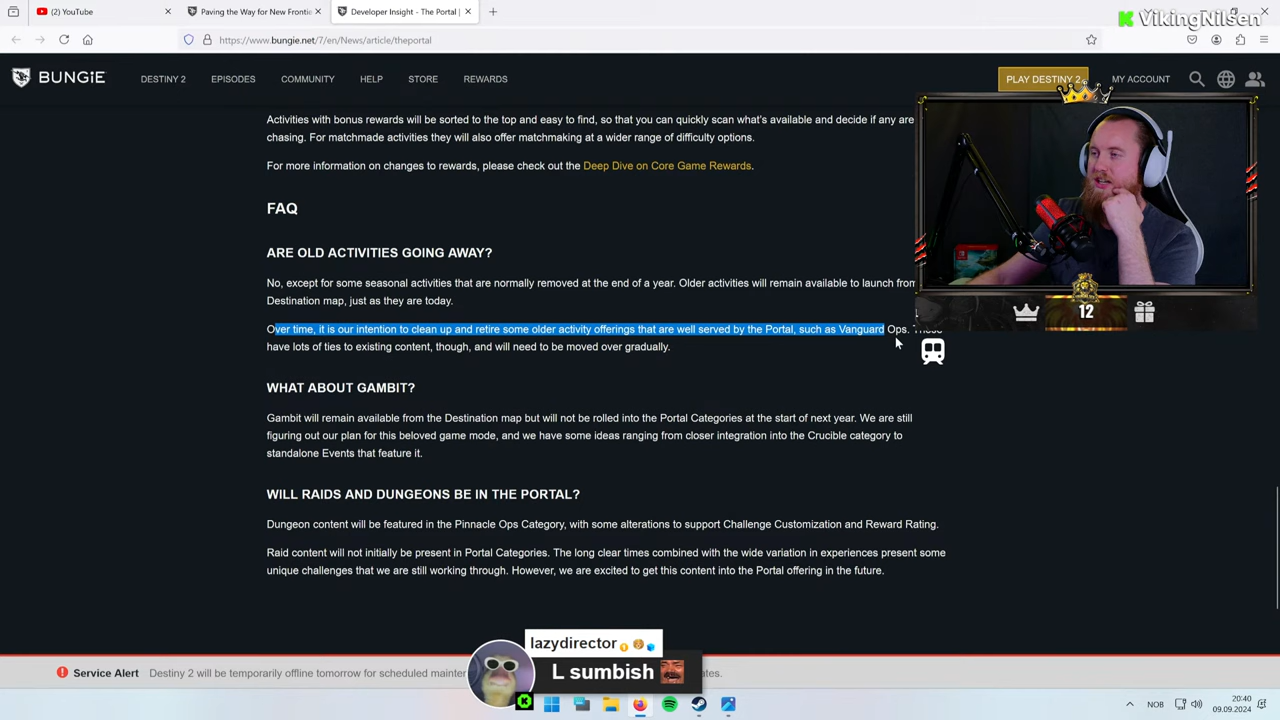 (2) YouTube
Paving the Way for New Fronti
Developer Insight - The Portal |
VikingNilsen
https://www.bungie.net/7/en/News/article/theportal
BUNGiE
DESTINY 2
EPISODES
COMMUNITY
HELP
STORE
REWARDS
PLAY DESTINY 2
MY ACCOUNT
Activities with bonus rewards will be sorted to the top and easy to find, so that you can quickly scan what's available and decide if any are
chasing. For matchmade activities they will also offer matchmaking at a wider range of difficulty options.
For more information on changes to rewards, please check out the Deep Dive on Core Game Rewards.
FAQ
ARE OLD ACTIVITIES GOING AWAY?
No, except for some seasonal activities that are normally removed at the end of a year. Older activities will remain available to launch from
Destination map, just as they are today.
12
Over time, it is our intention to clean up and retire some older activity offerings that are well served by the Portal, such as Vanguard Ops. These
have lots of ties to existing content, though, and will need to be moved over gradually.
WHAT ABOUT GAMBIT?
Gambit will remain available from the Destination map but will not be rolled into the Portal Categories at the start of next year. We are still
figuring out our plan for this beloved game mode, and we have some ideas ranging from closer integration into the Crucible category to
standalone Events that feature it.
WILL RAIDS AND DUNGEONS BE IN THE PORTAL?
Dungeon content will be featured in the Pinnacle Ops Category, with some alterations to support Challenge Customization and Reward Rating.
Raid content will not initially be present in Portal Categories. The long clear times combined with the wide variation in experiences present some
unique challenges that we are still working through. However, we are excited to get this content into the Portal offering in the future.
lazydirector
L sumbish
Service Alert
Destiny 2 will be temporarily offline tomorrow for scheduled mainte
ates.
NOB
20:40
09.09.2024